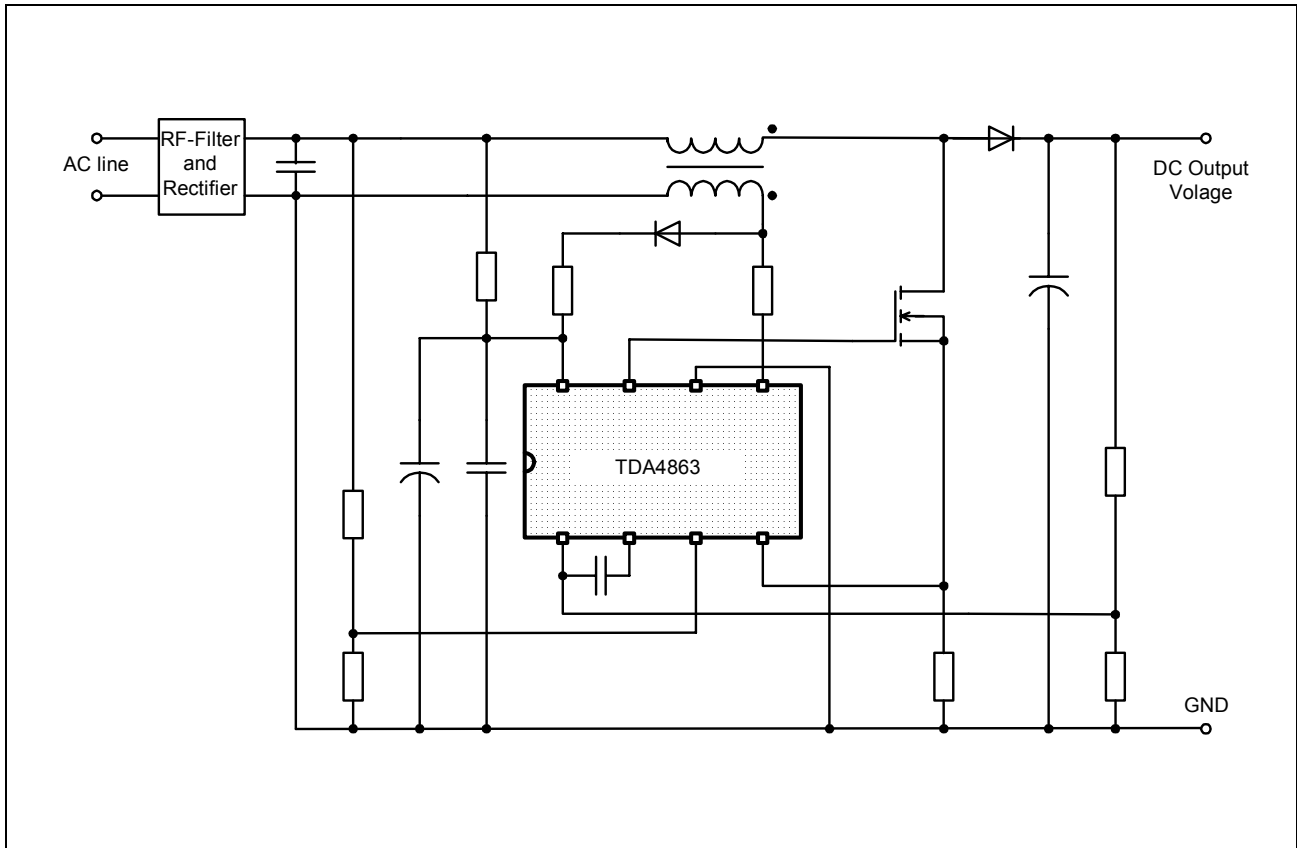 AC line
RF-Filter
and
Rectifier
DC Output
Volage
TDA4863
GND